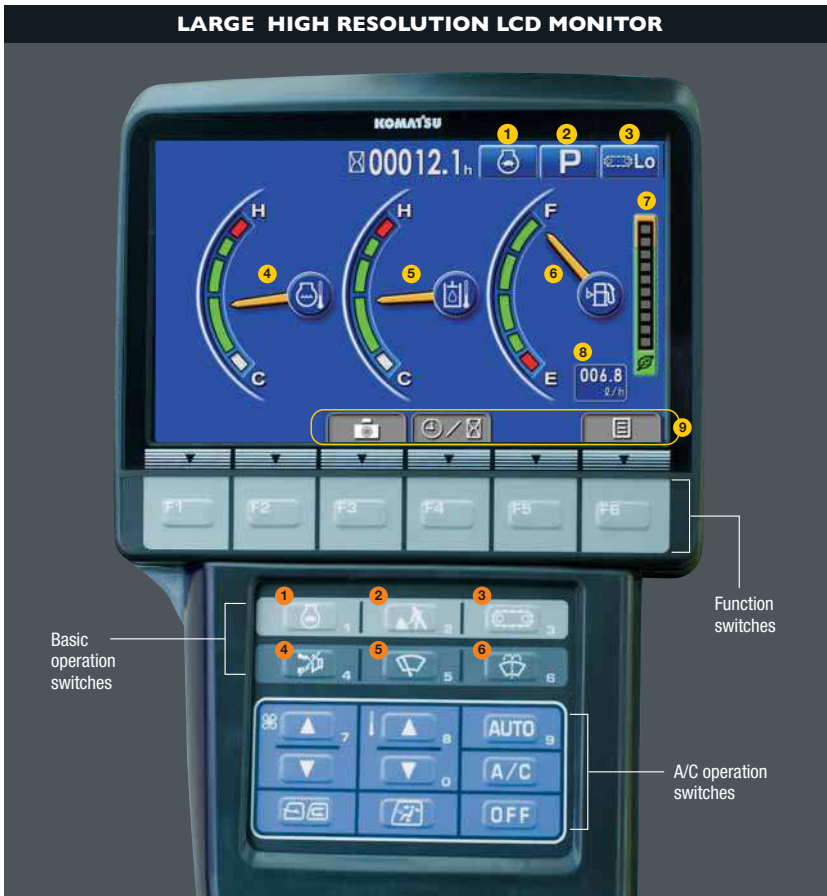 LARGE HIGH RESOLUTION LCD MONITOR
KOMATSU
1 2 3
00012.1h P Lo
7
H H F
4 5 6
8
C C E 006.8
ℓ/h
9
F1 F2 F3 F4 F5 F6
Function
switches
Basic
operation
switches
1 2 3
1 2 3
4 5 6
4 5 6
7 8 AUTO 9
0 A/C
OFF
A/C operation
switches